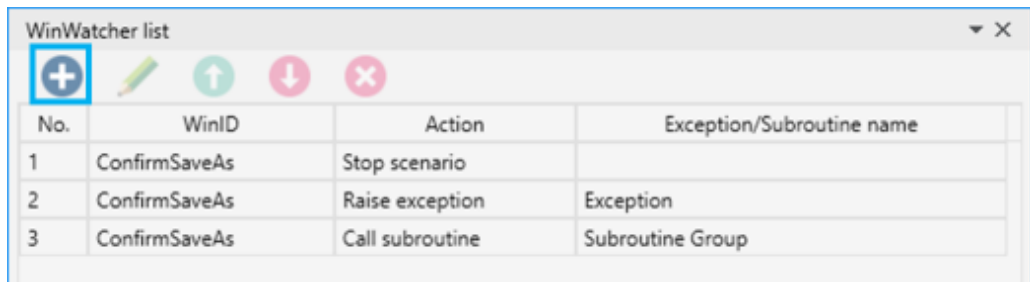 WinWatcher list
No. WinID Action Exception/Subroutine name
1 ConfirmSaveAs Stop scenario
2 ConfirmSaveAs Raise exception Exception
3 ConfirmSaveAs Call subroutine Subroutine Group